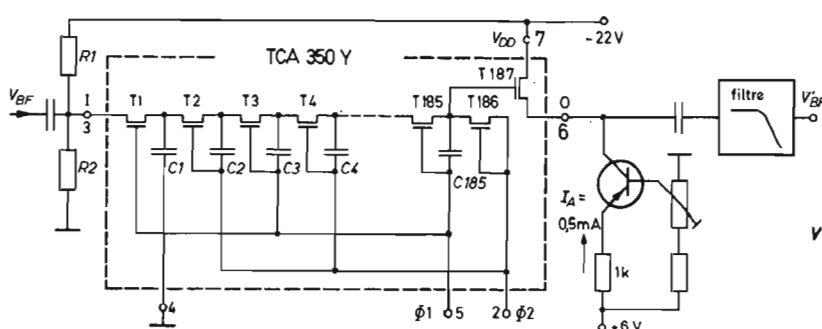 R1
TCA 350 Y
V_DD 7
-22 V
T187
V_BF
I
3
T1
T2
T3
T4
T185
T186
O
6
filtre
V'_BF
R2
C1
C2
C3
C4
C185
I_A =
0,5mA
1k
V
4
Φ1
5
2
Φ2
+6 V